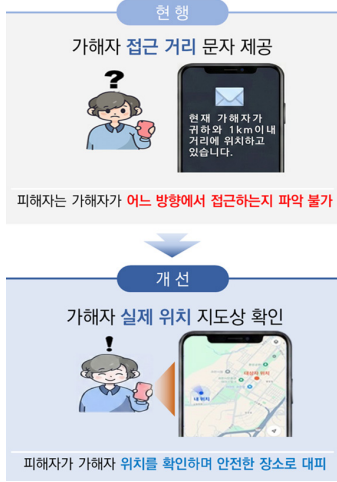 현 행
가해자 접근 거리 문자 제공
?
현재 가해자가
귀하와 1km이내
거리에 위치하고
있습니다.
피해자는 가해자가 어느 방향에서 접근하는지 파악 불가
개 선
가해자 실제 위치 지도상 확인
!
대상자 위치
내 위치
피해자가 가해자 위치를 확인하며 안전한 장소로 대피